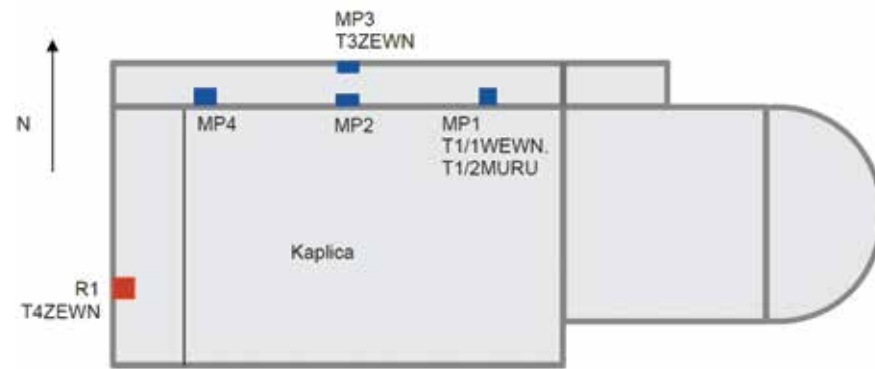 MP3
T3ZEWN
N
MP4
MP2
MP1
T1/1WEWN.
T1/2MURU
Kaplica
R1
T4ZEWN